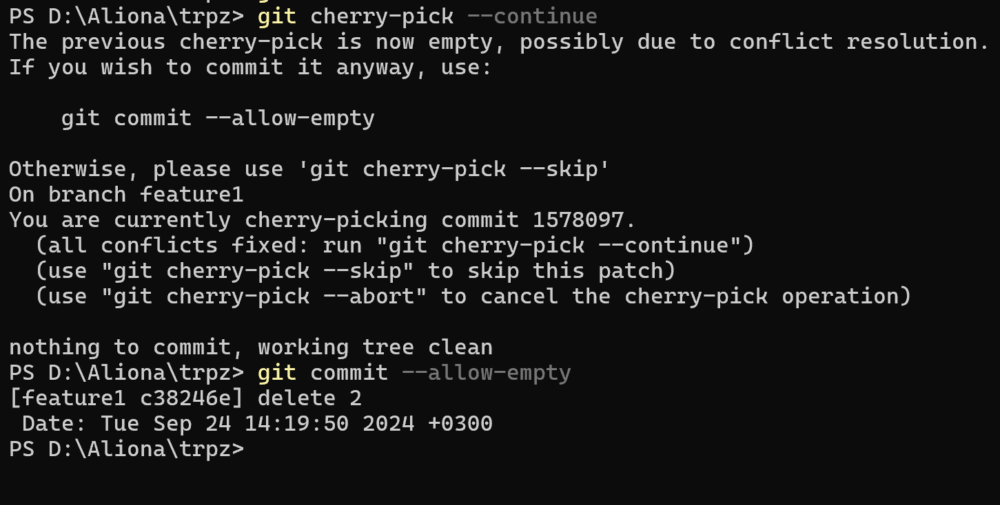 PS D:\Aliona\trpz> git cherry-pick --continue
The previous cherry-pick is now empty, possibly due to conflict resolution.
If you wish to commit it anyway, use:

    git commit --allow-empty

Otherwise, please use 'git cherry-pick --skip'
On branch feature1
You are currently cherry-picking commit 1578097.
  (all conflicts fixed: run "git cherry-pick --continue")
  (use "git cherry-pick --skip" to skip this patch)
  (use "git cherry-pick --abort" to cancel the cherry-pick operation)

nothing to commit, working tree clean
PS D:\Aliona\trpz> git commit --allow-empty
[feature1 c38246e] delete 2
 Date: Tue Sep 24 14:19:50 2024 +0300
PS D:\Aliona\trpz>